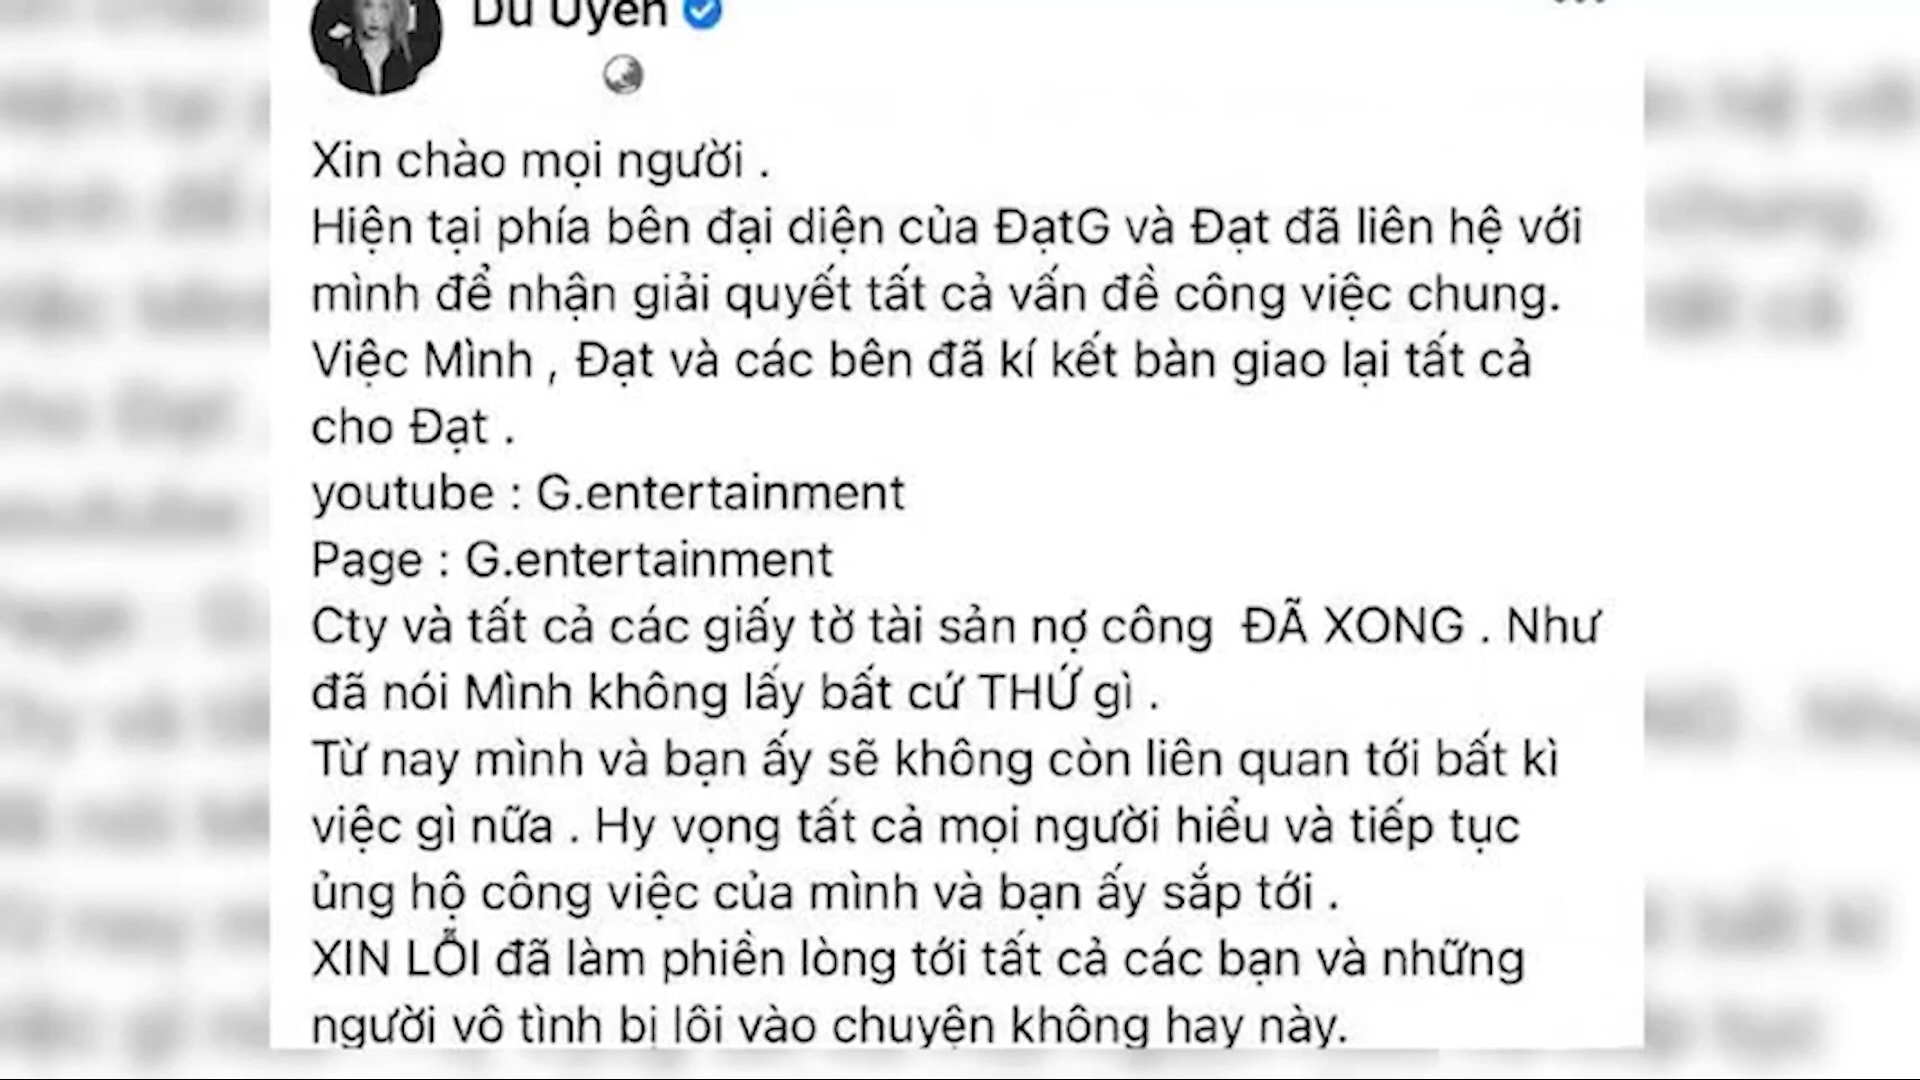 Du Uyên
Xin chào mọi người .
Hiện tại phía bên đại diện của ĐạtG và Đạt đã liên hệ với
mình để nhận giải quyết tất cả vấn đề công việc chung.
Việc Mình , Đạt và các bên đã kí kết bàn giao lại tất cả
cho Đạt .
youtube : G.entertainment
Page : G.entertainment
Cty và tất cả các giấy tờ tài sản nợ công ĐÃ XONG . Như
đã nói Mình không lấy bất cứ THỨ gì .
Từ nay mình và bạn ấy sẽ không còn liên quan tới bất kì
việc gì nữa . Hy vọng tất cả mọi người hiểu và tiếp tục
ủng hộ công việc của mình và bạn ấy sắp tới .
XIN LỖI đã làm phiền lòng tới tất cả các bạn và những
người vô tình bị lôi vào chuyện không hay này.